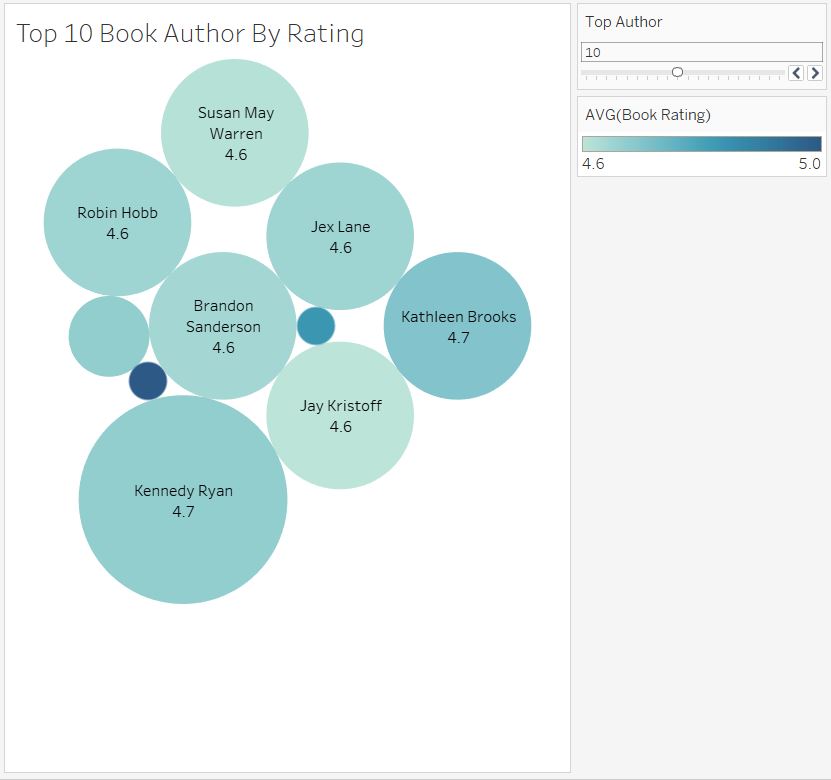 Top 10 Book Author By Rating
Susan May
Warren
4.6
Robin Hobb
4.6
Jex Lane
4.6
Brandon
Sanderson
4.6
Kathleen Brooks
4.7
Jay Kristoff
4.6
Kennedy Ryan
4.7
Top Author
10
AVG(Book Rating)
4.6 5.0